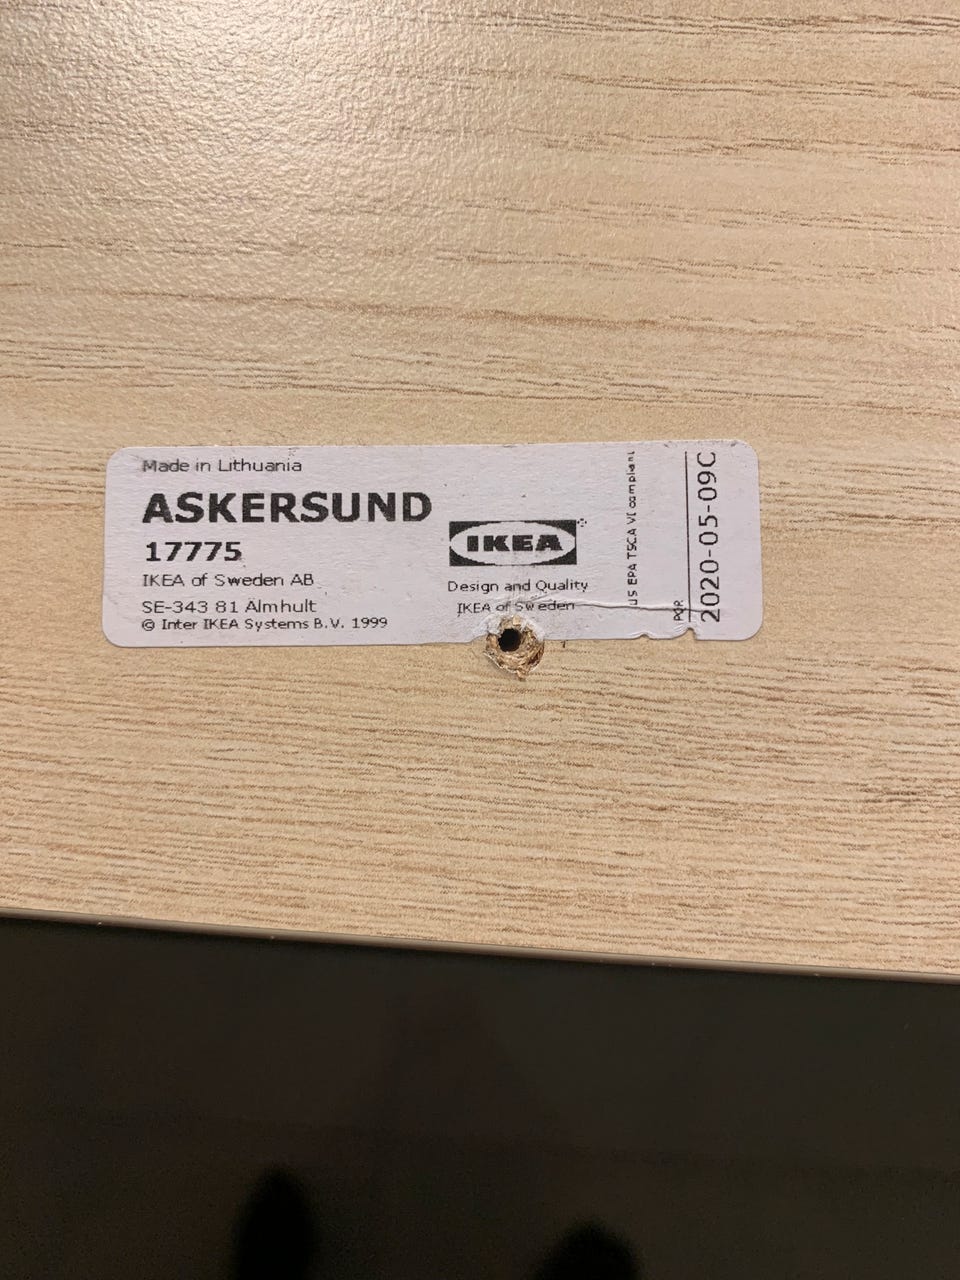 Made in Lithuania
ASKERSUND
17775
IKEA of Sweden AB
SE-343 81 Älmhult
© Inter IKEA Systems B.V. 1999
IKEA
Design and Quality
IKEA of Sweden
US EPA TSCA VI compliant
PQR
2020-05-09C